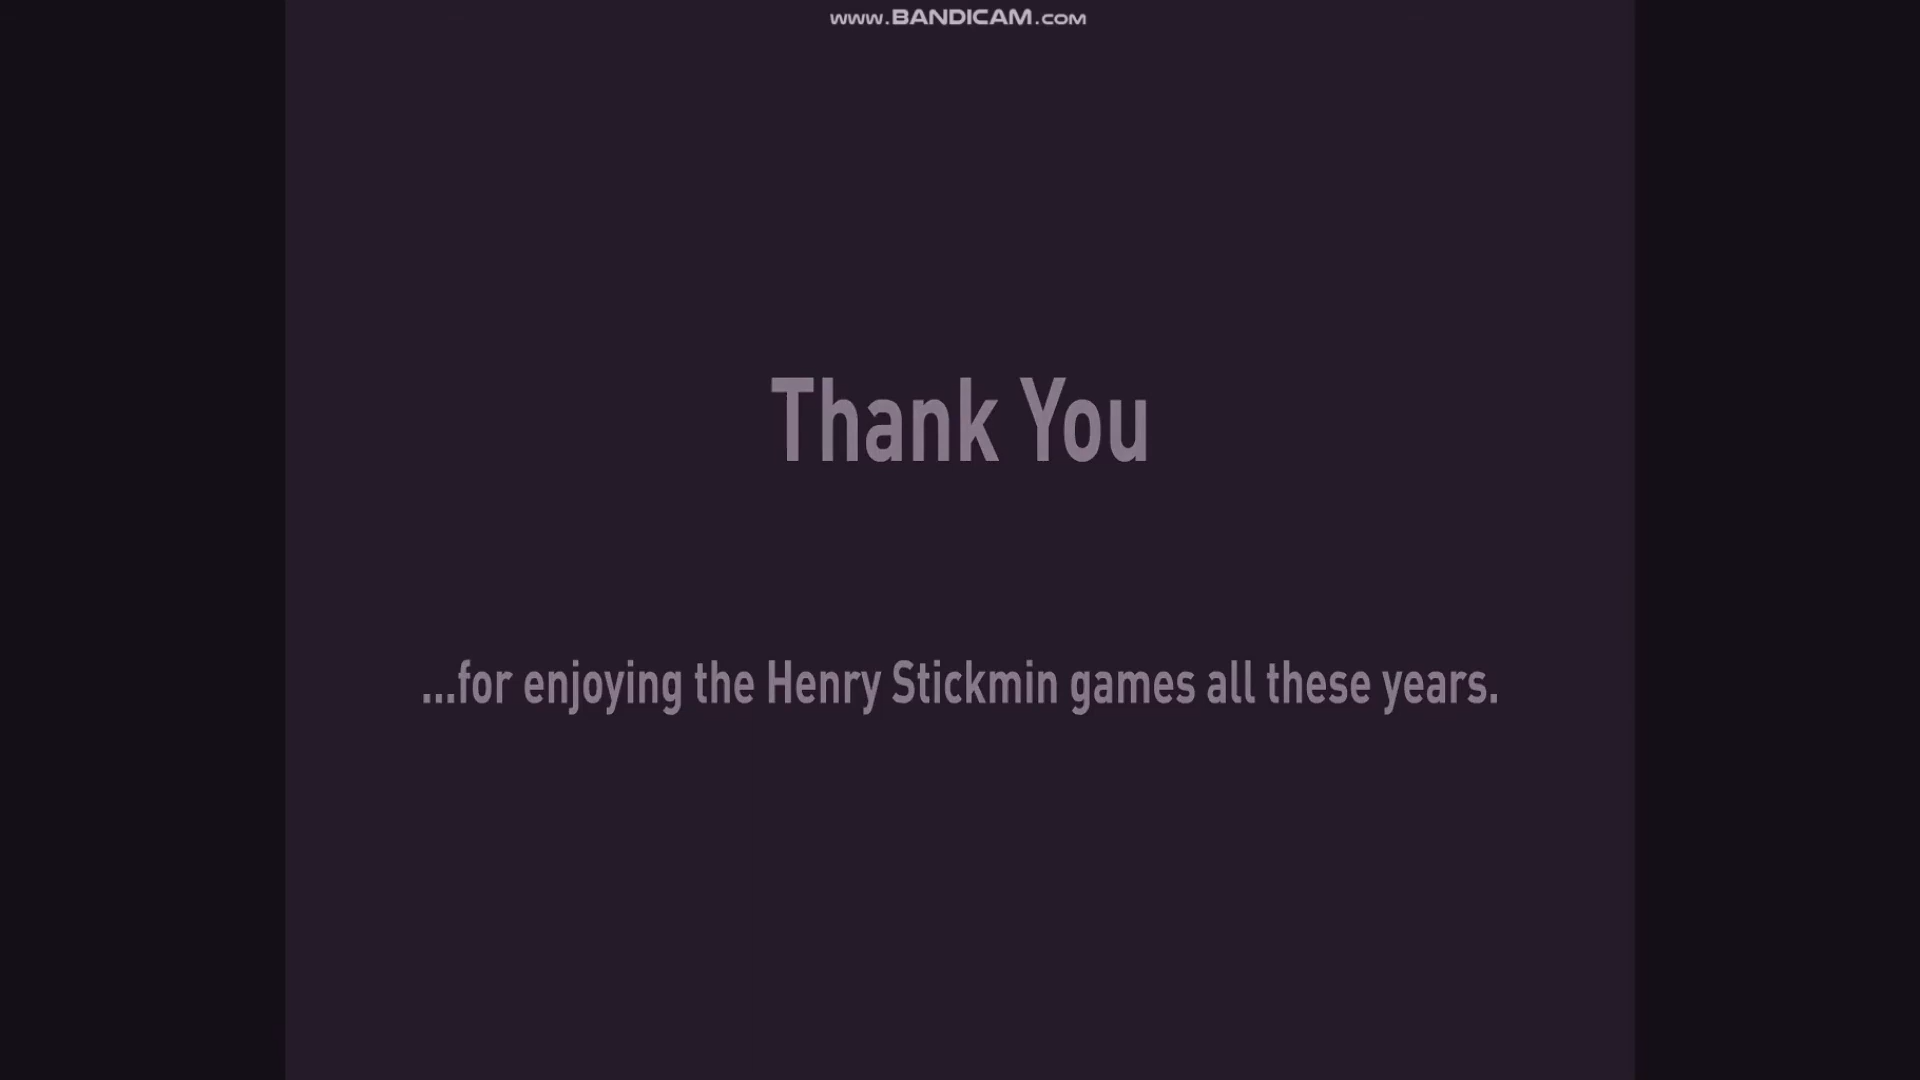 www.BANDICAM.com
Thank You
...for enjoying the Henry Stickmin games all these years.